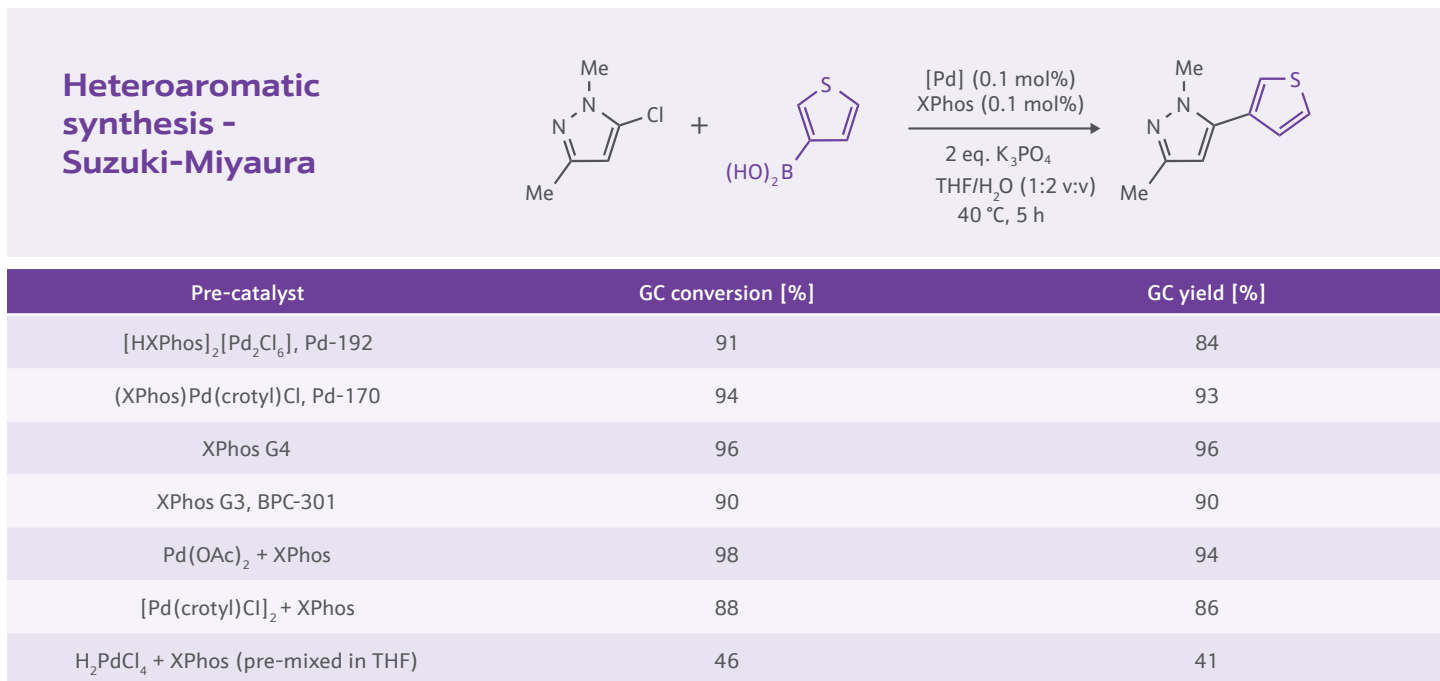 Heteroaromatic
synthesis -
Suzuki-Miyaura
Me
N
N
Cl
Me
+
S
(HO)₂B
[Pd] (0.1 mol%)
XPhos (0.1 mol%)
2 eq. K₃PO₄
THF/H₂O (1:2 v:v)
40 °C, 5 h
Me
N
N
S
Me
Pre-catalyst GC conversion [%] GC yield [%]
[HXPhos]₂[Pd₂Cl₆], Pd-192 91 84
(XPhos)Pd(crotyl)Cl, Pd-170 94 93
XPhos G4 96 96
XPhos G3, BPC-301 90 90
Pd(OAc)₂ + XPhos 98 94
[Pd(crotyl)Cl]₂ + XPhos 88 86
H₂PdCl₄ + XPhos (pre-mixed in THF) 46 41